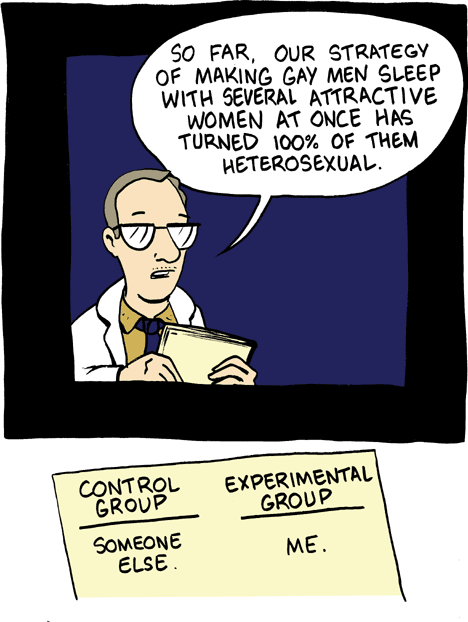 SO FAR, OUR STRATEGY
OF MAKING GAY MEN SLEEP
WITH SEVERAL ATTRACTIVE
WOMEN AT ONCE HAS
TURNED 100% OF THEM
HETEROSEXUAL.
CONTROL
GROUP
SOMEONE
ELSE.
EXPERIMENTAL
GROUP
ME.